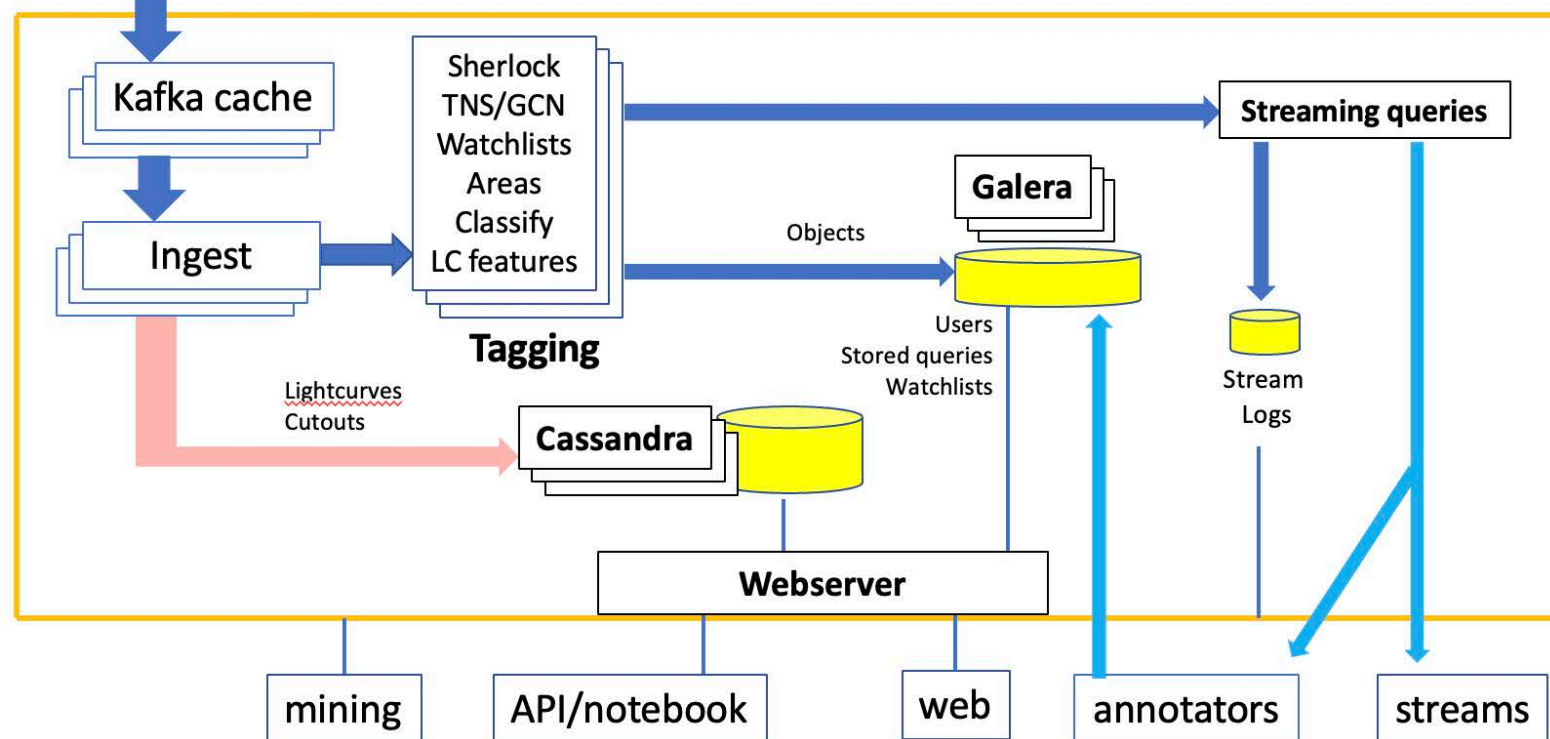 Kafka cache
Ingest
Sherlock
TNS/GCN
Watchlists
Areas
Classify
LC features
Tagging
Streaming queries
Galera
Objects
Users
Stored queries
Watchlists
Stream
Logs
Lightcurves
Cutouts
Cassandra
Webserver
mining
API/notebook
web
annotators
streams